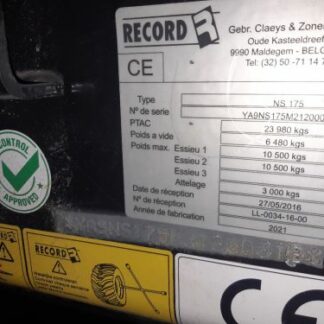 RECORD
Gebr. Claeys & Zonen
Oude Kasteeldreef
9990 Maldegem - BELG
Tel. (32) 50 -71 14 7
CE
Type NS 175
N° de serie YA9NS175M212000
PTAC 23 980 kgs
Poids a vide 6 480 kgs
Poids max. Essieu 1 10 500 kgs
Essieu 2 10 500 kgs
Essieu 3
Attelage 3 000 kgs
Date de réception 27/05/2016
N° de réception LL-0034-16-00
Année de fabrication 2021
CONTROL
APPROVED
RECORD
CE